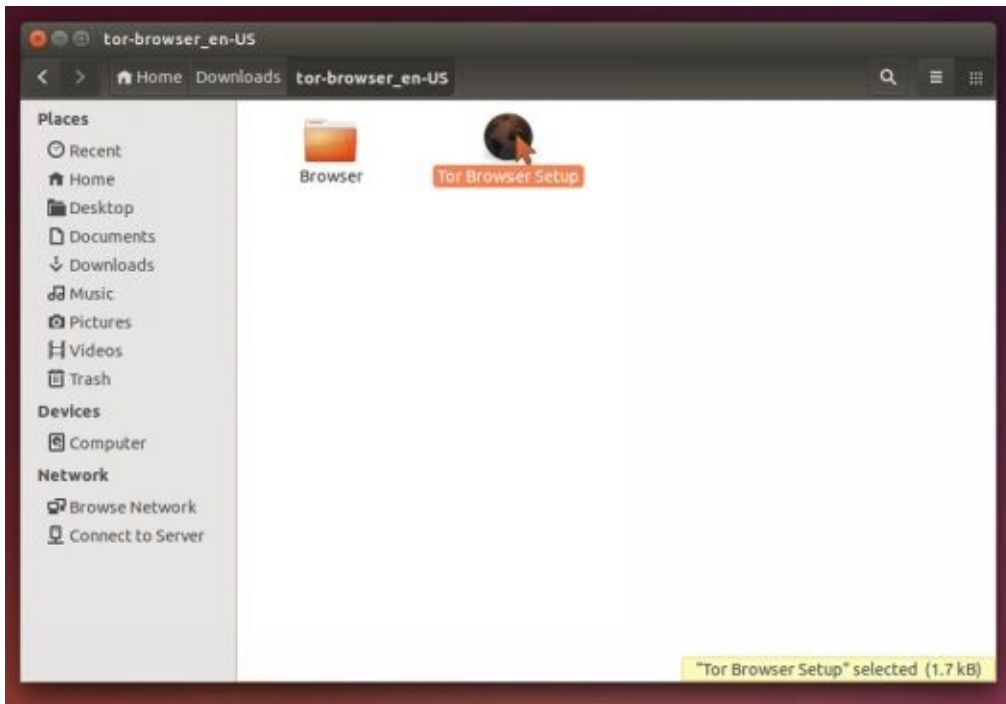 tor-browser_en-US
Home Downloads tor-browser_en-US
Places
Recent
Home
Desktop
Documents
Downloads
Music
Pictures
Videos
Trash
Devices
Computer
Network
Browse Network
Connect to Server
Browser
Tor Browser Setup
"Tor Browser Setup" selected (1.7 kB)